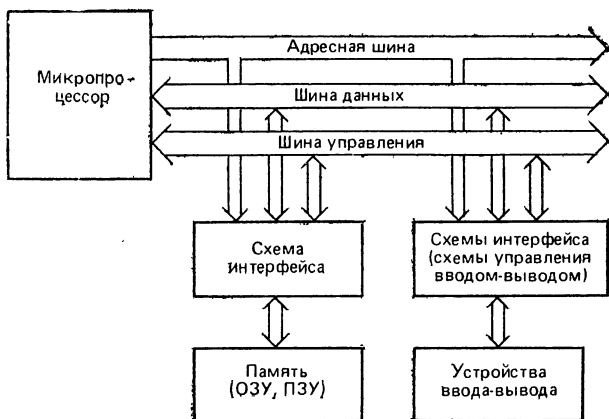 Адресная шина
Микропро-
цессор
Шина данных
Шина управления
Схема
интерфейса
Схемы интерфейса
(схемы управления
вводом-выводом)
Память
(ОЗУ, ПЗУ)
Устройства
ввода-вывода